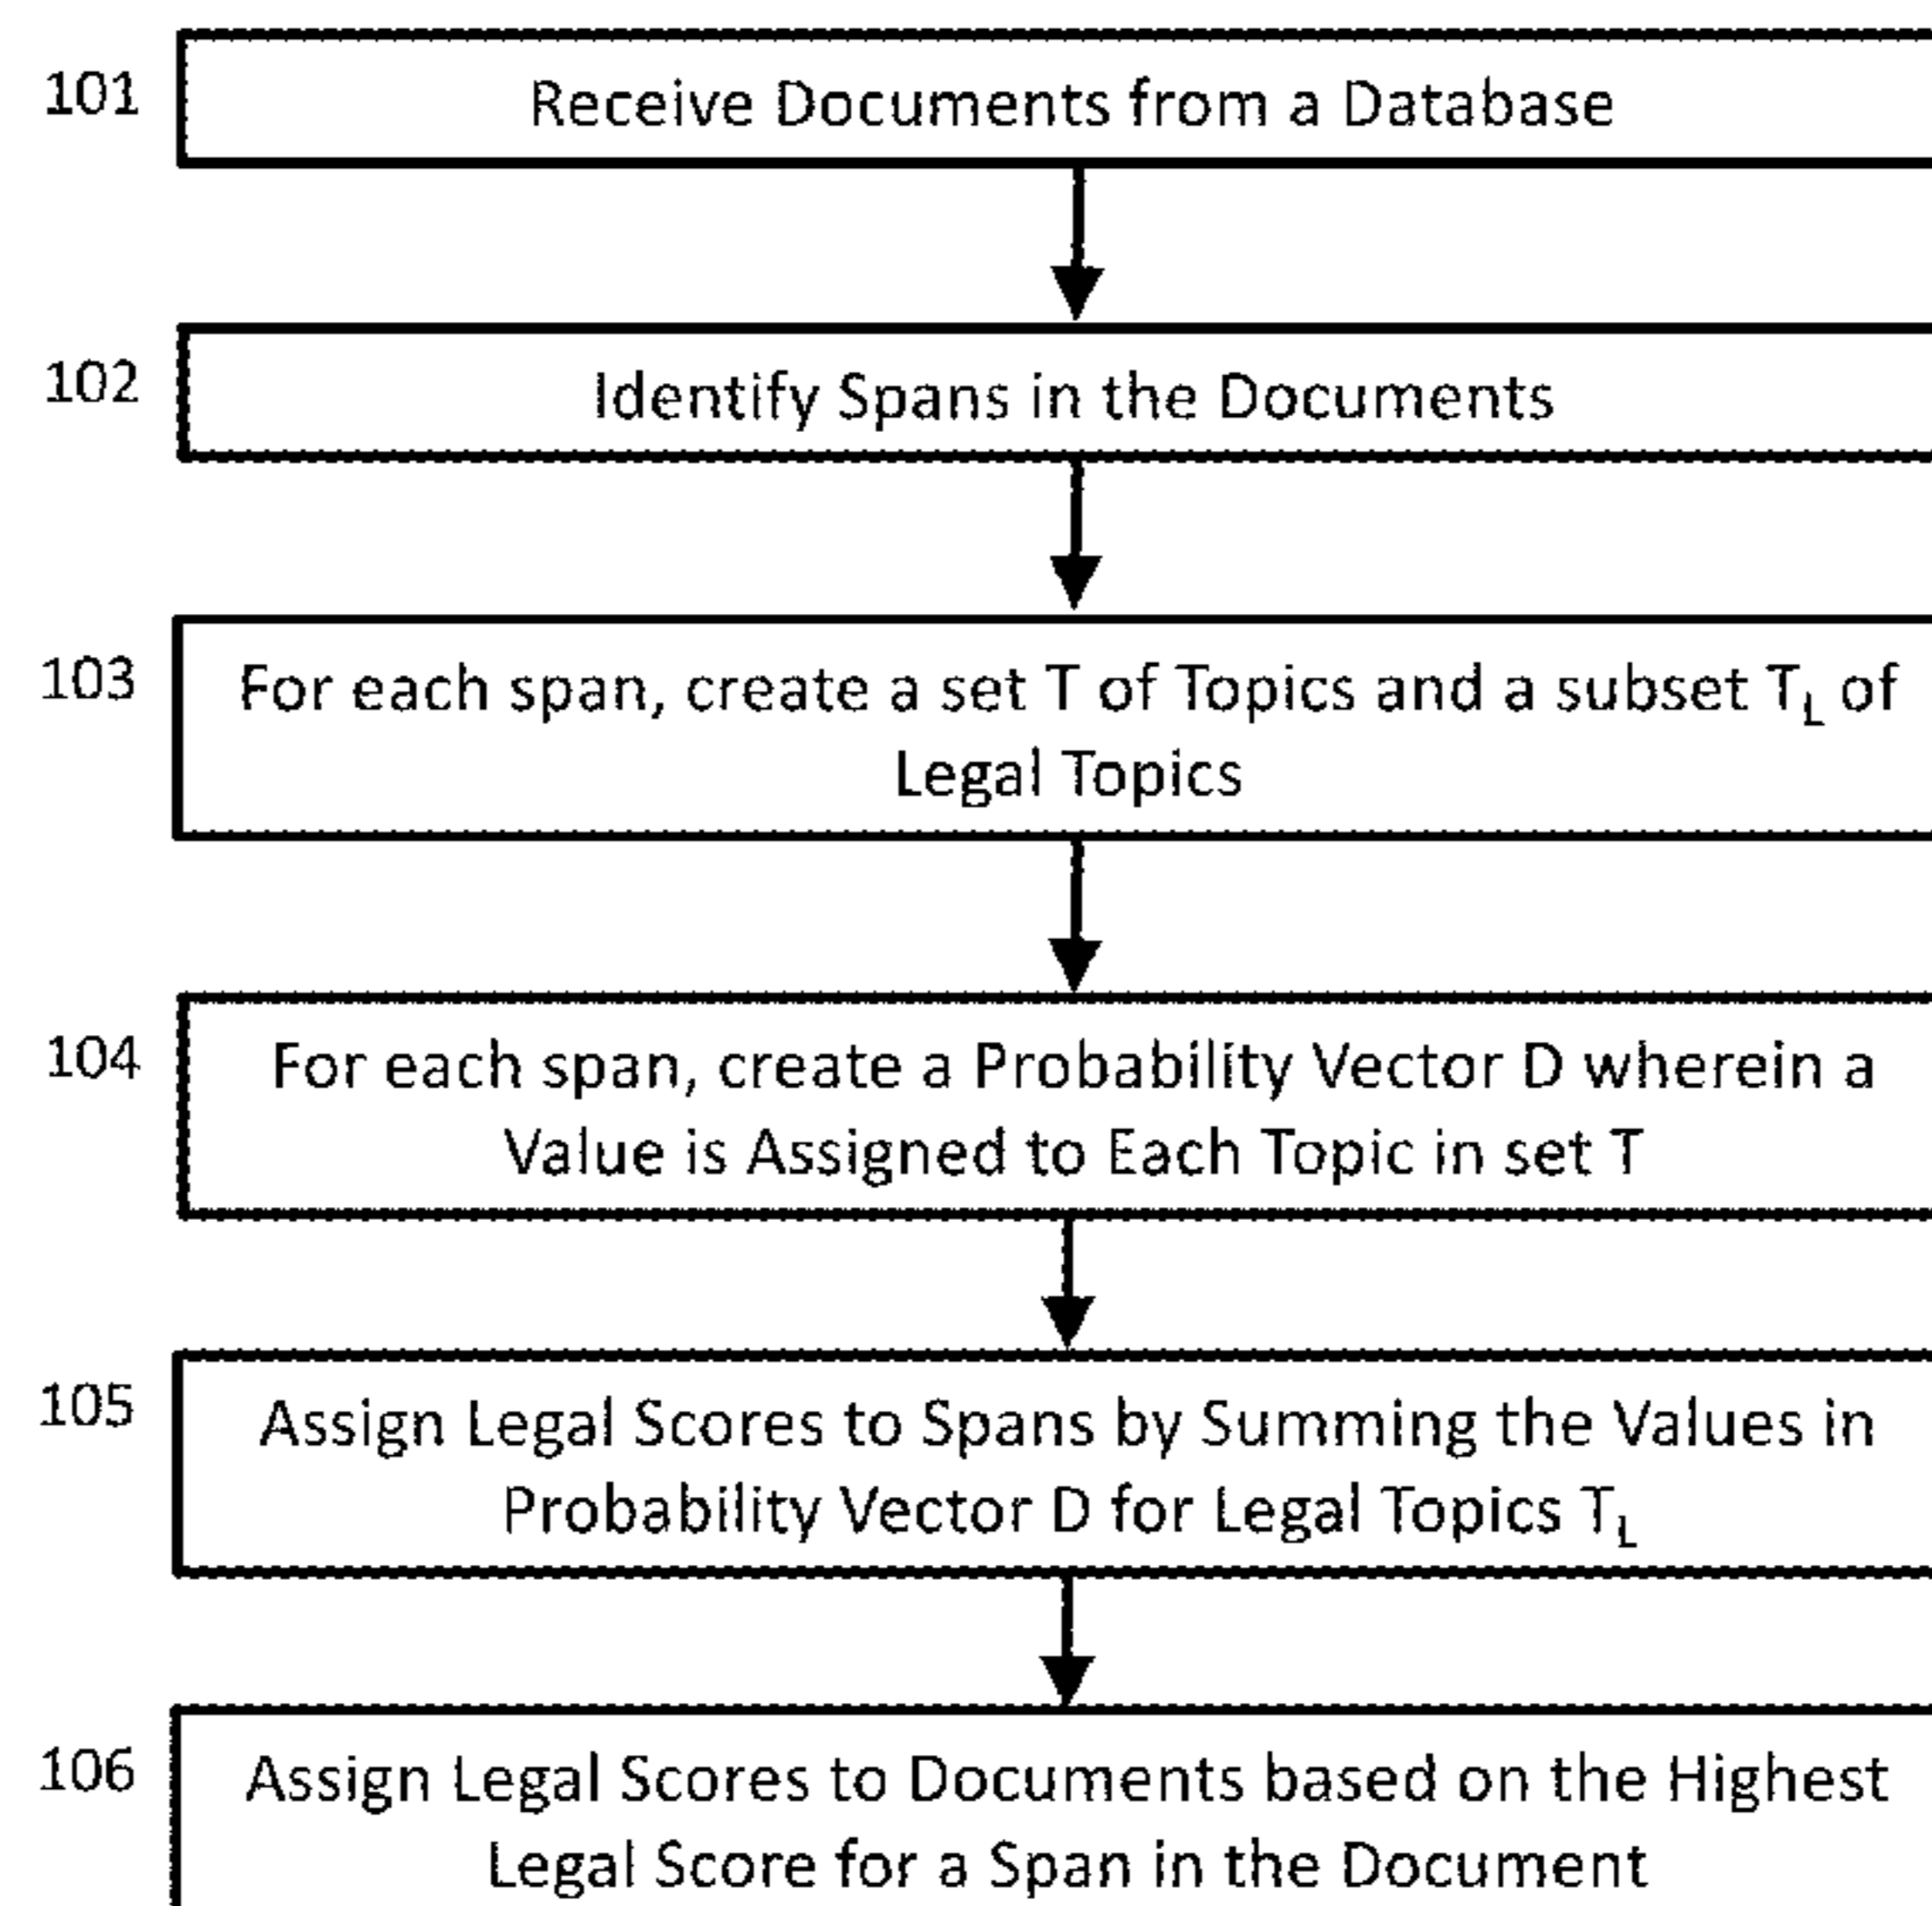 101
Receive Documents from a Database
102
Identify Spans in the Documents
103
For each span, create a set T of Topics and a subset T_L of
Legal Topics
104
For each span, create a Probability Vector D wherein a
Value is Assigned to Each Topic in set T
105
Assign Legal Scores to Spans by Summing the Values in
Probability Vector D for Legal Topics T_L
106
Assign Legal Scores to Documents based on the Highest
Legal Score for a Span in the Document